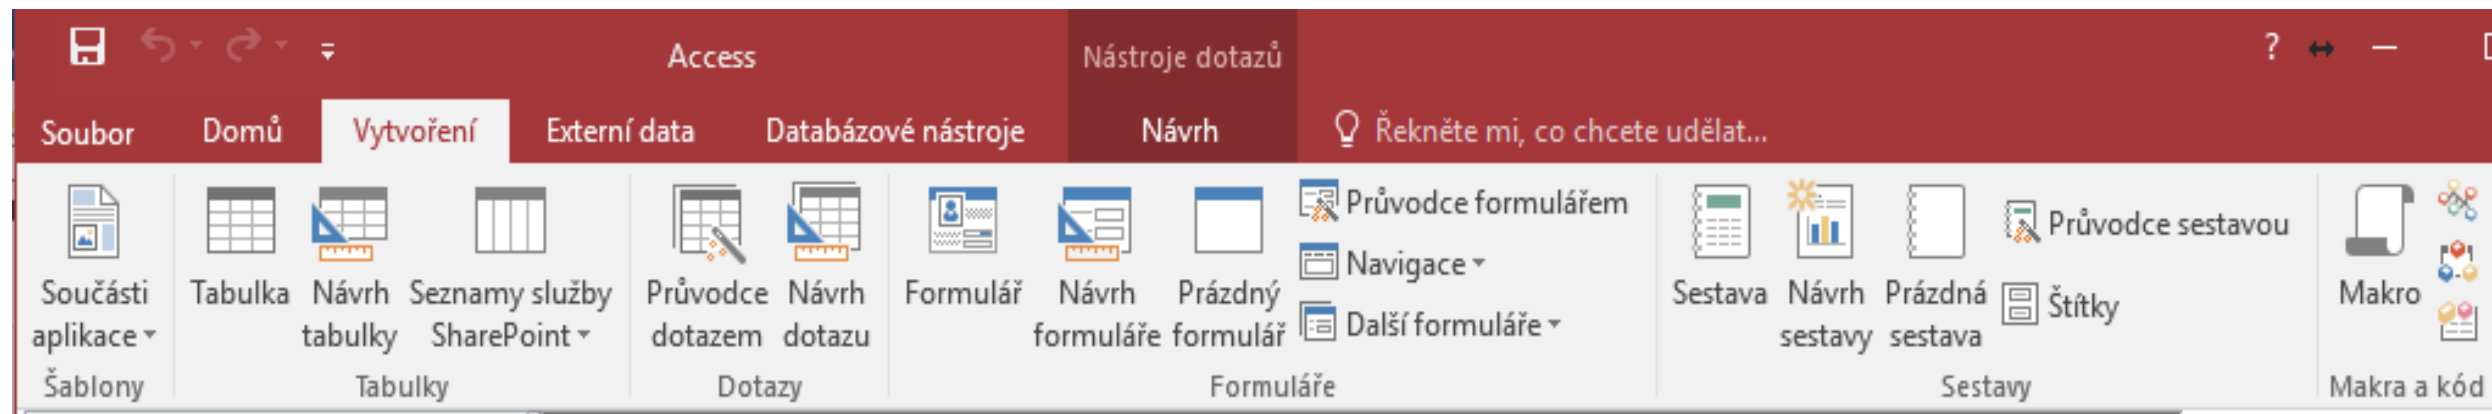 Access
Nástroje dotazů
?
Soubor
Domů
Vytvoření
Externí data
Databázové nástroje
Návrh
Řekněte mi, co chcete udělat...
Součásti
aplikace
Šablony
Tabulka
Návrh
tabulky
Seznamy služby
SharePoint
Tabulky
Průvodce
dotazem
Návrh
dotazu
Dotazy
Formulář
Návrh
formuláře
Prázdný
formulář
Průvodce formulářem
Navigace
Další formuláře
Formuláře
Sestava
Návrh
sestavy
Prázdná
sestava
Průvodce sestavou
Štítky
Sestavy
Makro
Makra a kód